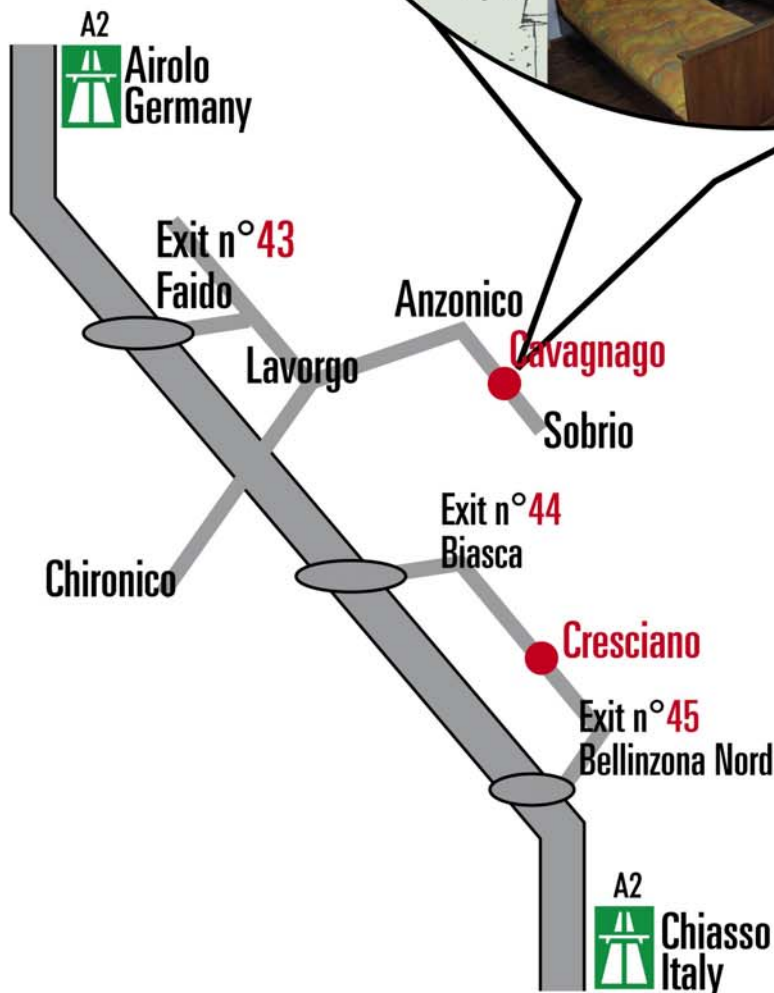 A2
Airolo
Germany
Exit n°43
Faido
Anzonico
Lavorgo
Cavagnago
Sobrio
Exit n°44
Biasca
Chironico
Cresciano
Exit n°45
Bellinzona Nord
A2
Chiasso
Italy